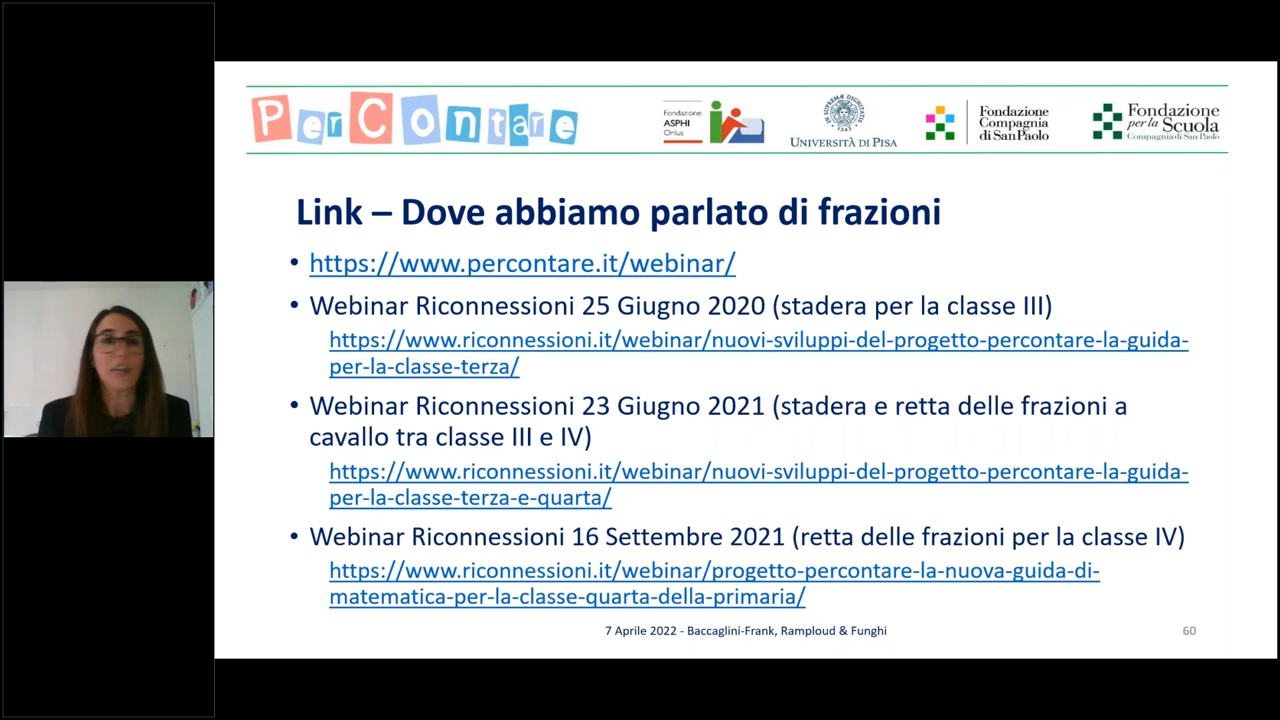 PerContare
Fondazione
ASPHI
Onlus
UNIVERSITÀ DI PISA
Fondazione
Compagnia
di San Paolo
Fondazione
per la
Scuola
Compagnia di San Paolo
Link – Dove abbiamo parlato di frazioni
• https://www.percontare.it/webinar/
• Webinar Riconnessioni 25 Giugno 2020 (stadera per la classe III)
https://www.riconnessioni.it/webinar/nuovi-sviluppi-del-progetto-percontare-la-guida-
per-la-classe-terza/
• Webinar Riconnessioni 23 Giugno 2021 (stadera e retta delle frazioni a
cavallo tra classe III e IV)
https://www.riconnessioni.it/webinar/nuovi-sviluppi-del-progetto-percontare-la-guida-
per-la-classe-terza-e-quarta/
• Webinar Riconnessioni 16 Settembre 2021 (retta delle frazioni per la classe IV)
https://www.riconnessioni.it/webinar/progetto-percontare-la-nuova-guida-di-
matematica-per-la-classe-quarta-della-primaria/
7 Aprile 2022 - Baccaglini-Frank, Ramploud & Funghi
60